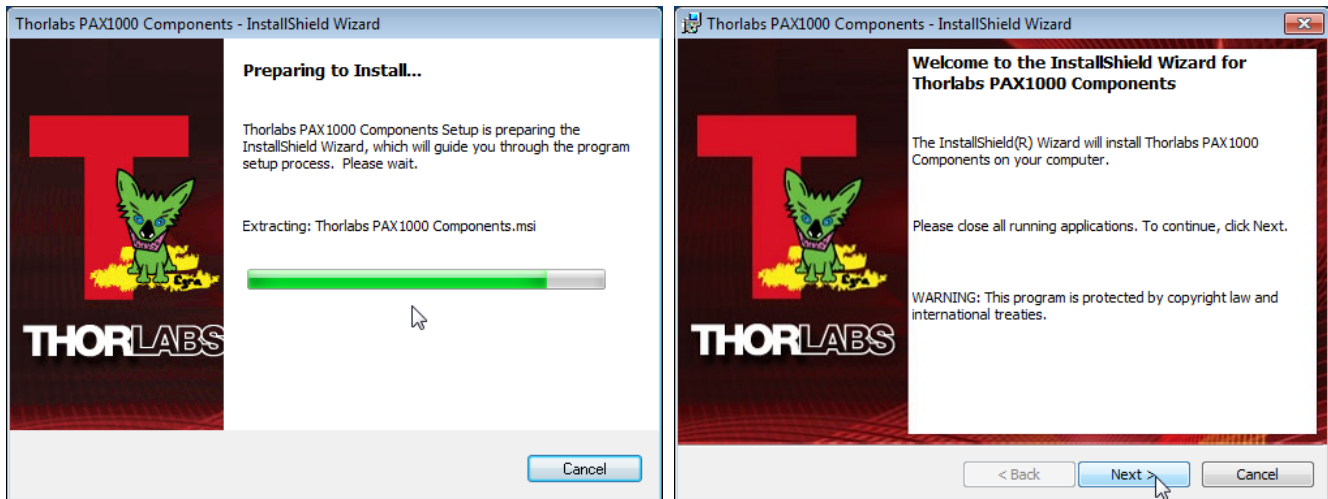 Thorlabs PAX1000 Components - InstallShield Wizard
Preparing to Install...
Thorlabs PAX1000 Components Setup is preparing the
InstallShield Wizard, which will guide you through the program
setup process. Please wait.
Extracting: Thorlabs PAX1000 Components.msi
THORLABS
Cancel
Thorlabs PAX1000 Components - InstallShield Wizard
Welcome to the InstallShield Wizard for
Thorlabs PAX1000 Components
The InstallShield(R) Wizard will install Thorlabs PAX1000
Components on your computer.
Please close all running applications. To continue, click Next.
WARNING: This program is protected by copyright law and
international treaties.
THORLABS
< Back
Next >
Cancel